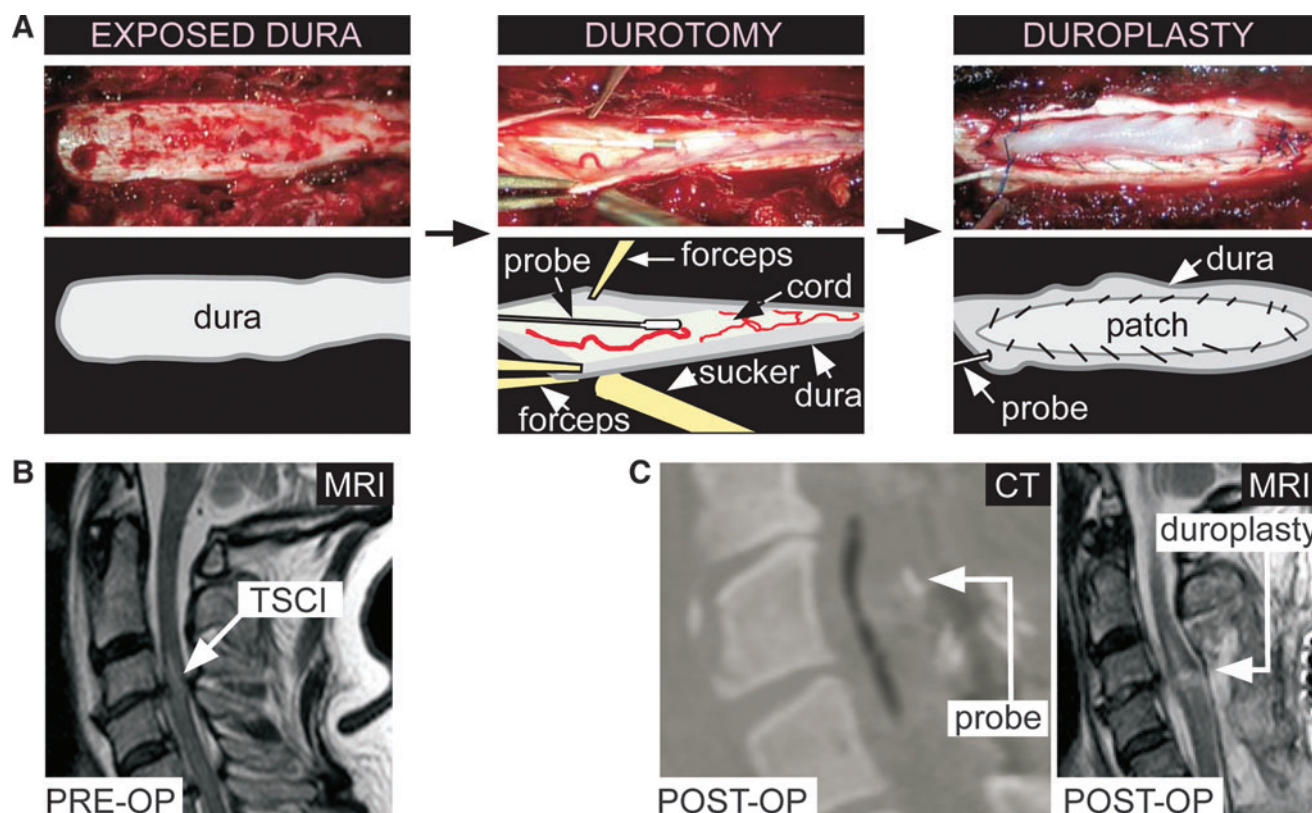 A
EXPOSED DURA
DUROTOMY
DUROPLASTY
dura
probe
forceps
cord
sucker
dura
forceps
dura
patch
probe
B
MRI
TSCI
PRE-OP
C
CT
probe
POST-OP
MRI
duroplasty
POST-OP